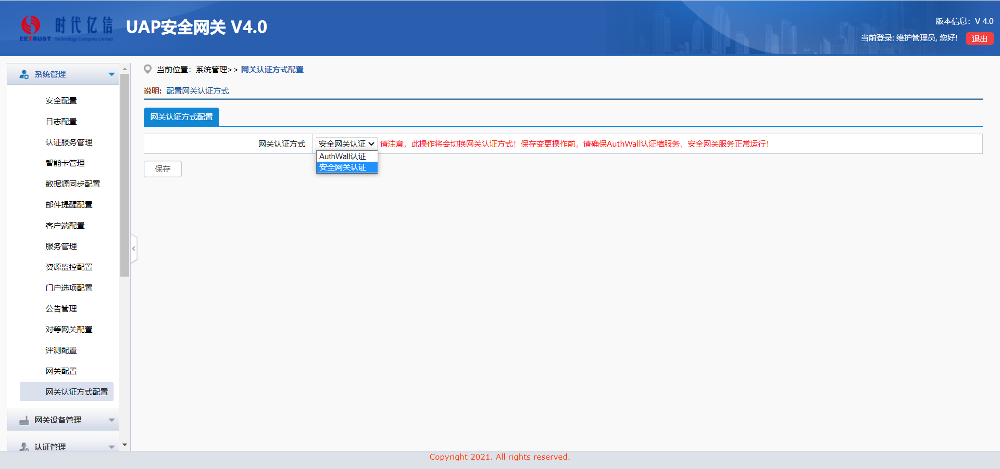 时代亿信
EETRUST Technology Company Limited
UAP安全网关 V4.0
版本信息：V 4.0
当前登录: 维护管理员, 您好!
退出
系统管理
安全配置
日志配置
认证服务管理
智能卡管理
数据源同步配置
邮件提醒配置
客户端配置
服务管理
资源监控配置
门户选项配置
公告管理
对等网关配置
评测配置
网关配置
网关认证方式配置
网关设备管理
认证管理
当前位置：系统管理>> 网关认证方式配置
说明: 配置网关认证方式
网关认证方式配置
网关认证方式 安全网关认证 请注意，此操作将会切换网关认证方式！保存变更操作前，请确保AuthWall认证墙服务、安全网关服务正常运行！
AuthWall认证
安全网关认证
保存
Copyright 2021. All rights reserved.